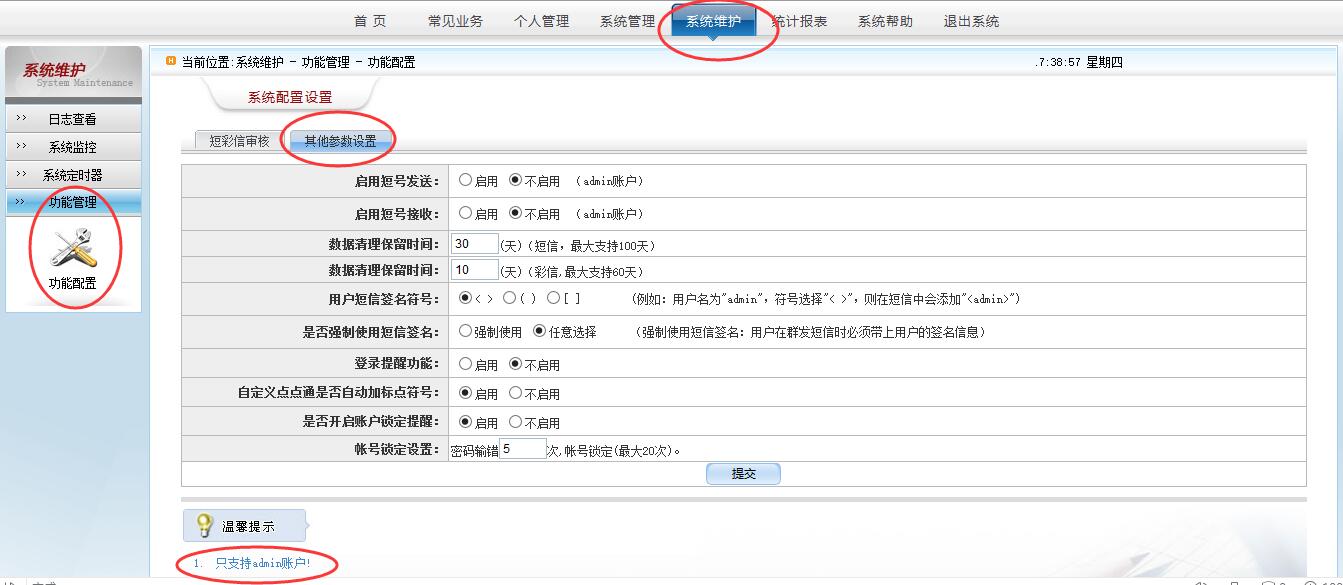 首 页 常见业务 个人管理 系统管理 系统维护 统计报表 系统帮助 退出系统
系统维护
System Maintenance
当前位置:系统维护 - 功能管理 - 功能配置 .7:38:57 星期四
>> 日志查看
>> 系统监控
>> 系统定时器
>> 功能管理
功能配置
系统配置设置
短彩信审核 其他参数设置
启用短号发送: 启用 不启用 (admin账户)
启用短号接收: 启用 不启用 (admin账户)
数据清理保留时间: 30 (天)(短信，最大支持100天)
数据清理保留时间: 10 (天)(彩信,最大支持60天)
用户短信签名符号: < > ( ) [ ] (例如: 用户名为"admin", 符号选择"< >", 则在短信中会添加"<admin>")
是否强制使用短信签名: 强制使用 任意选择 (强制使用短信签名: 用户在群发短信时必须带上用户的签名信息)
登录提醒功能: 启用 不启用
自定义点点通是否自动加标点符号: 启用 不启用
是否开启账户锁定提醒: 启用 不启用
帐号锁定设置: 密码输错 5 次,帐号锁定(最大20次)。
提交
温馨提示
1. 只支持admin账户!